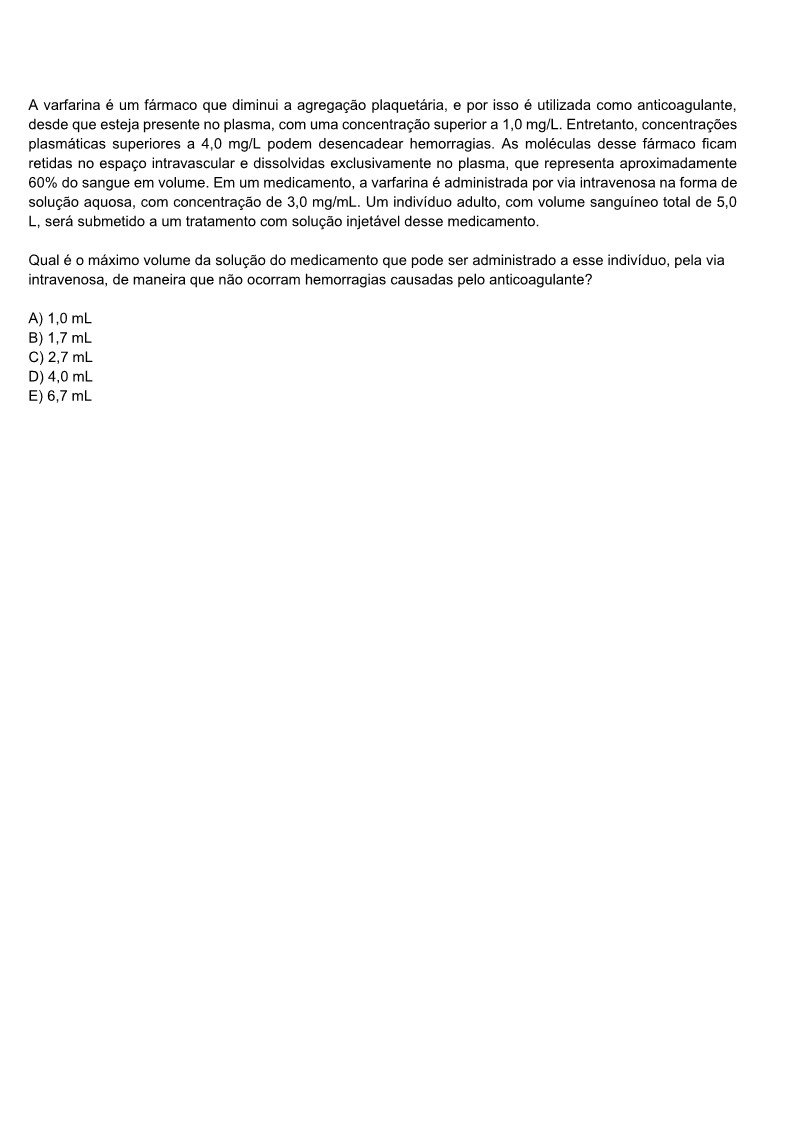 A varfarina é um fármaco que diminui a agregação plaquetária, e por isso é utilizada como anticoagulante,
desde que esteja presente no plasma, com uma concentração superior a 1,0 mg/L. Entretanto, concentrações
plasmáticas superiores a 4,0 mg/L podem desencadear hemorragias. As moléculas desse fármaco ficam
retidas no espaço intravascular e dissolvidas exclusivamente no plasma, que representa aproximadamente
60% do sangue em volume. Em um medicamento, a varfarina é administrada por via intravenosa na forma de
solução aquosa, com concentração de 3,0 mg/mL. Um indivíduo adulto, com volume sanguíneo total de 5,0
L, será submetido a um tratamento com solução injetável desse medicamento.
Qual é o máximo volume da solução do medicamento que pode ser administrado a esse indivíduo, pela via
intravenosa, de maneira que não ocorram hemorragias causadas pelo anticoagulante?
A) 1,0 mL
B) 1,7 mL
C) 2,7 mL
D) 4,0 mL
E) 6,7 mL